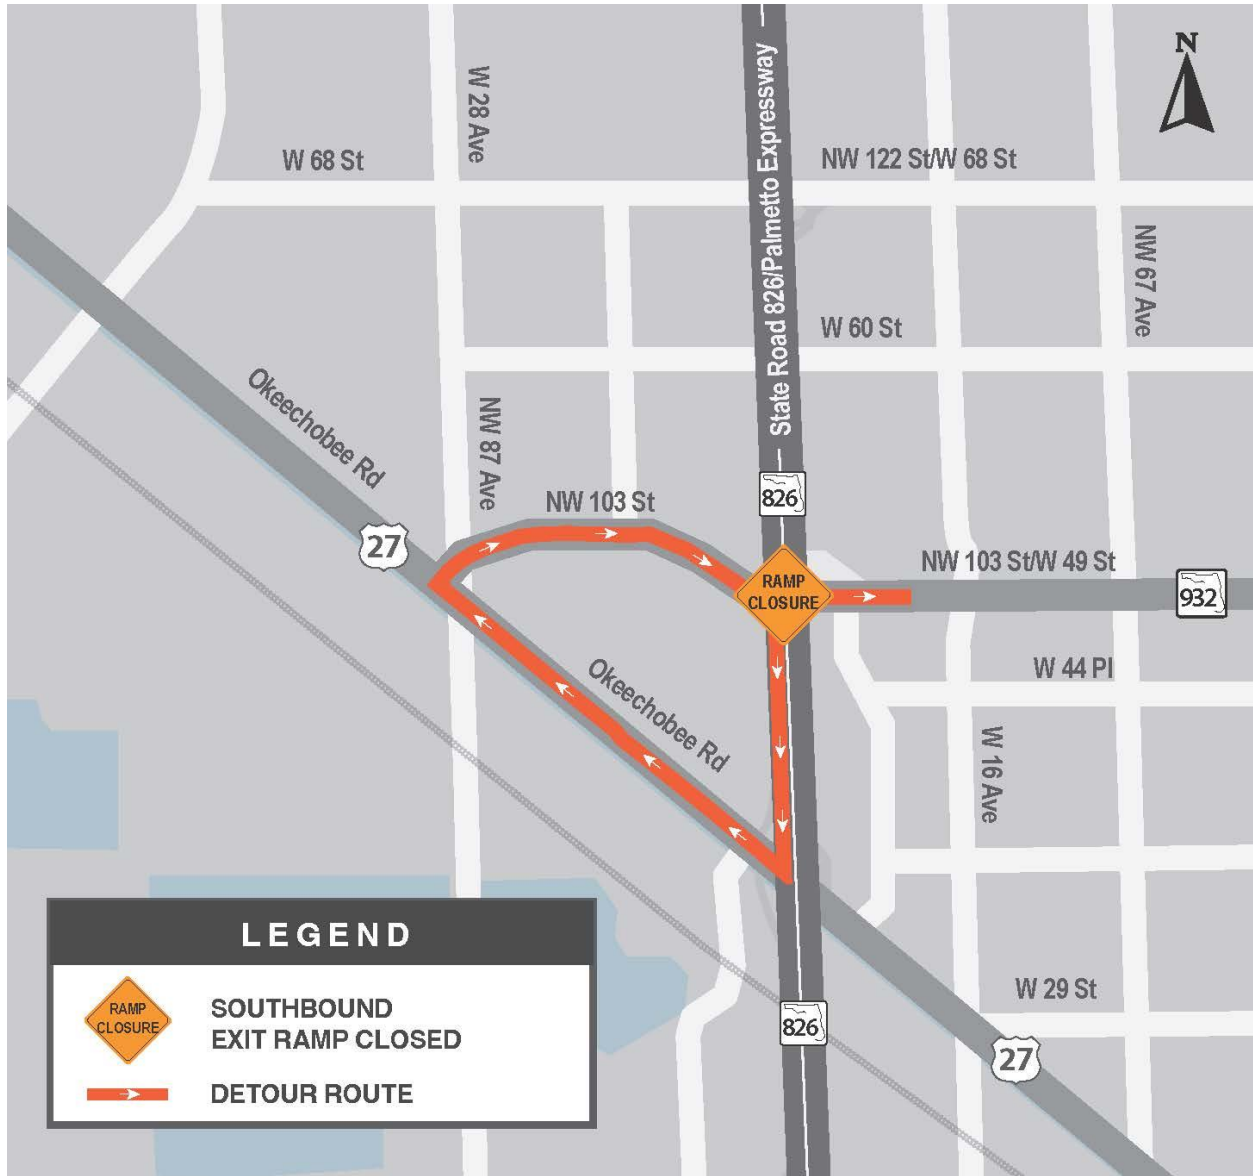 N
W 28 Ave
State Road 826/Palmetto Expressway
W 68 St
NW 122 St/W 68 St
NW 67 Ave
W 60 St
Okeechobee Rd
NW 87 Ave
826
NW 103 St
27
NW 103 St/W 49 St
RAMP
CLOSURE
932
Okeechobee Rd
W 44 Pl
W 16 Ave
W 29 St
826
27
LEGEND
RAMP
CLOSURE
SOUTHBOUND
EXIT RAMP CLOSED
DETOUR ROUTE